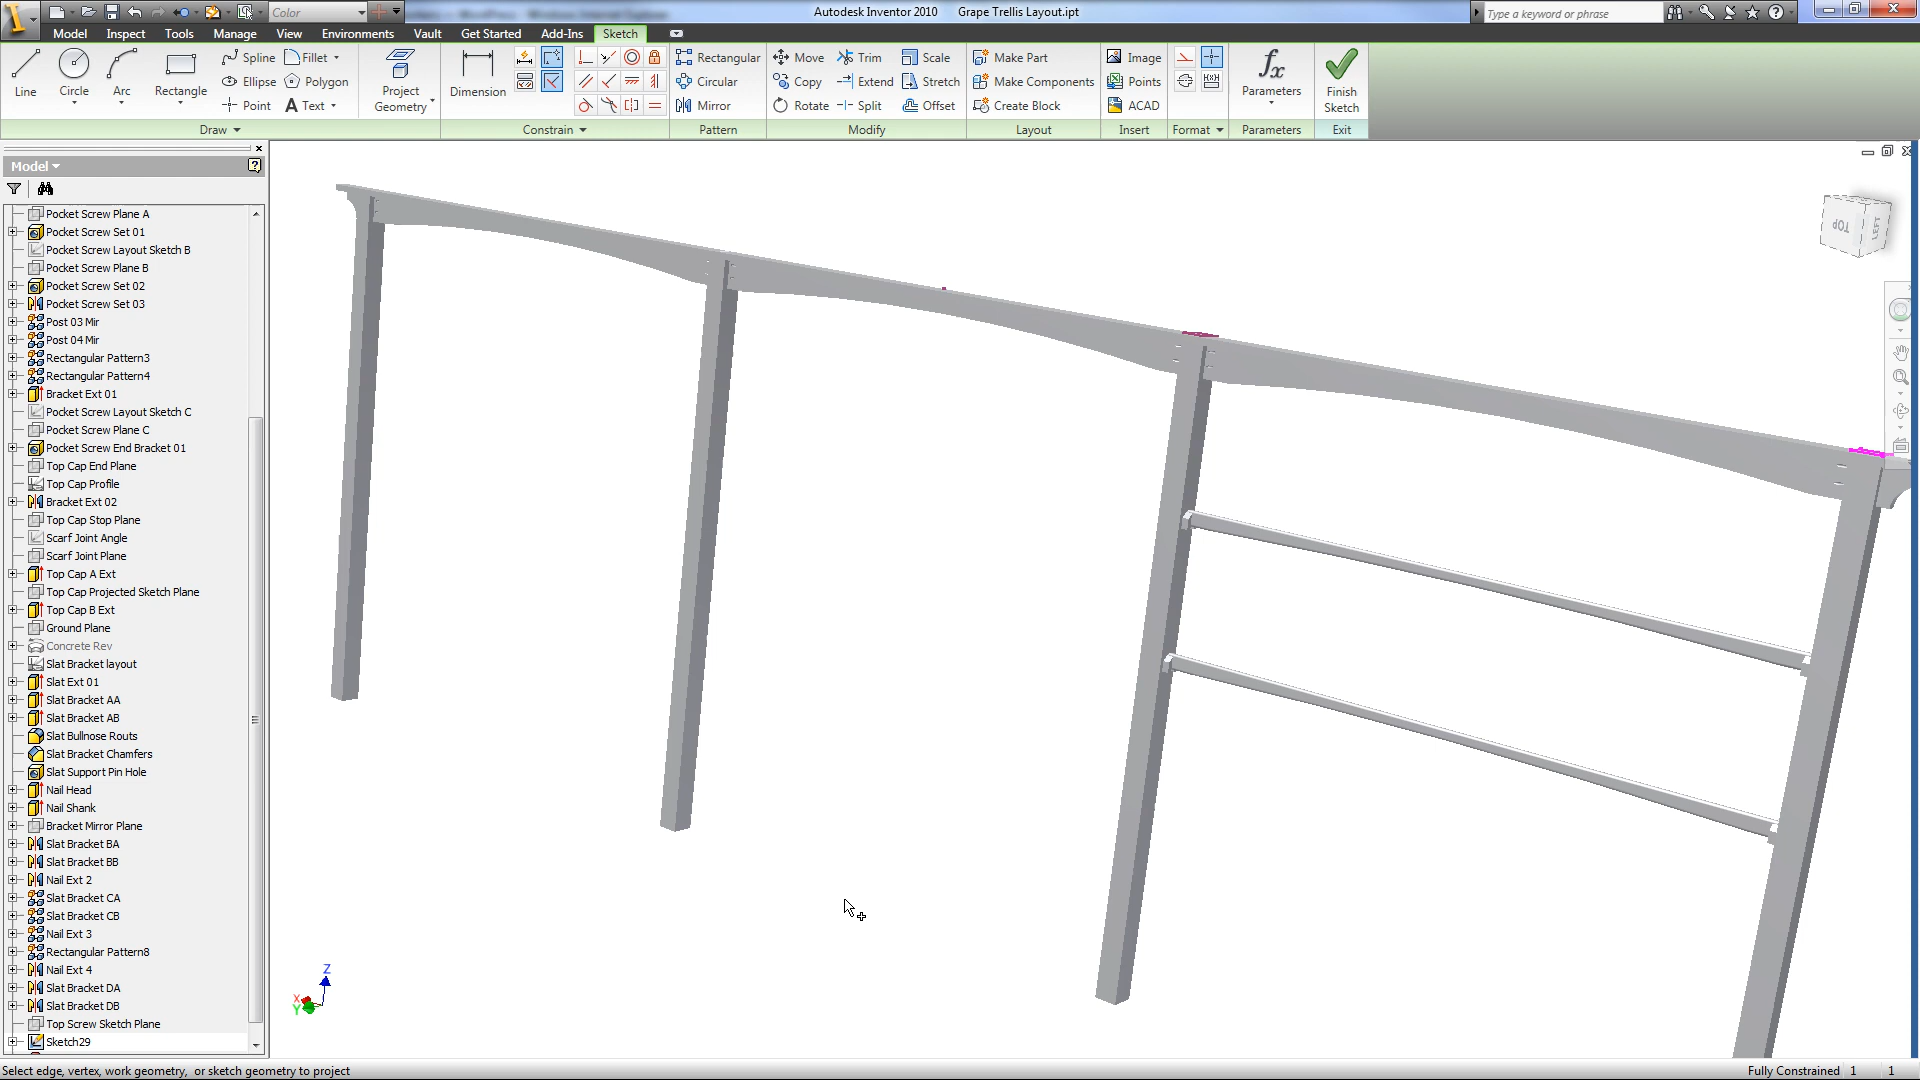 Color
Autodesk Inventor 2010 Grape Trellis Layout.ipt
Type a keyword or phrase
Model Inspect Tools Manage View Environments Vault Get Started Add-Ins Sketch
Line Circle Arc Rectangle
Spline Fillet
Ellipse Polygon
Point A Text
Project Geometry
Dimension
Rectangular
Circular
Mirror
Move Trim Scale
Copy Extend Stretch
Rotate Split Offset
Make Part
Make Components
Create Block
Image
Points
ACAD
fx
Parameters
Finish Sketch
Draw Constrain Pattern Modify Layout Insert Format Parameters Exit
Model
Pocket Screw Plane A
Pocket Screw Set 01
Pocket Screw Layout Sketch B
Pocket Screw Plane B
Pocket Screw Set 02
Pocket Screw Set 03
Post 03 Mir
Post 04 Mir
Rectangular Pattern3
Rectangular Pattern4
Bracket Ext 01
Pocket Screw Layout Sketch C
Pocket Screw Plane C
Pocket Screw End Bracket 01
Top Cap End Plane
Top Cap Profile
Bracket Ext 02
Top Cap Stop Plane
Scarf Joint Angle
Scarf Joint Plane
Top Cap A Ext
Top Cap Projected Sketch Plane
Top Cap B Ext
Ground Plane
Concrete Rev
Slat Bracket layout
Slat Ext 01
Slat Bracket AA
Slat Bracket AB
Slat Bullnose Routs
Slat Bracket Chamfers
Slat Support Pin Hole
Nail Head
Nail Shank
Bracket Mirror Plane
Slat Bracket BA
Slat Bracket BB
Nail Ext 2
Slat Bracket CA
Slat Bracket CB
Nail Ext 3
Rectangular Pattern8
Nail Ext 4
Slat Bracket DA
Slat Bracket DB
Top Screw Sketch Plane
Sketch29
TOP LEFT
Z
X
Y
Select edge, vertex, work geometry, or sketch geometry to project
Fully Constrained 1 1